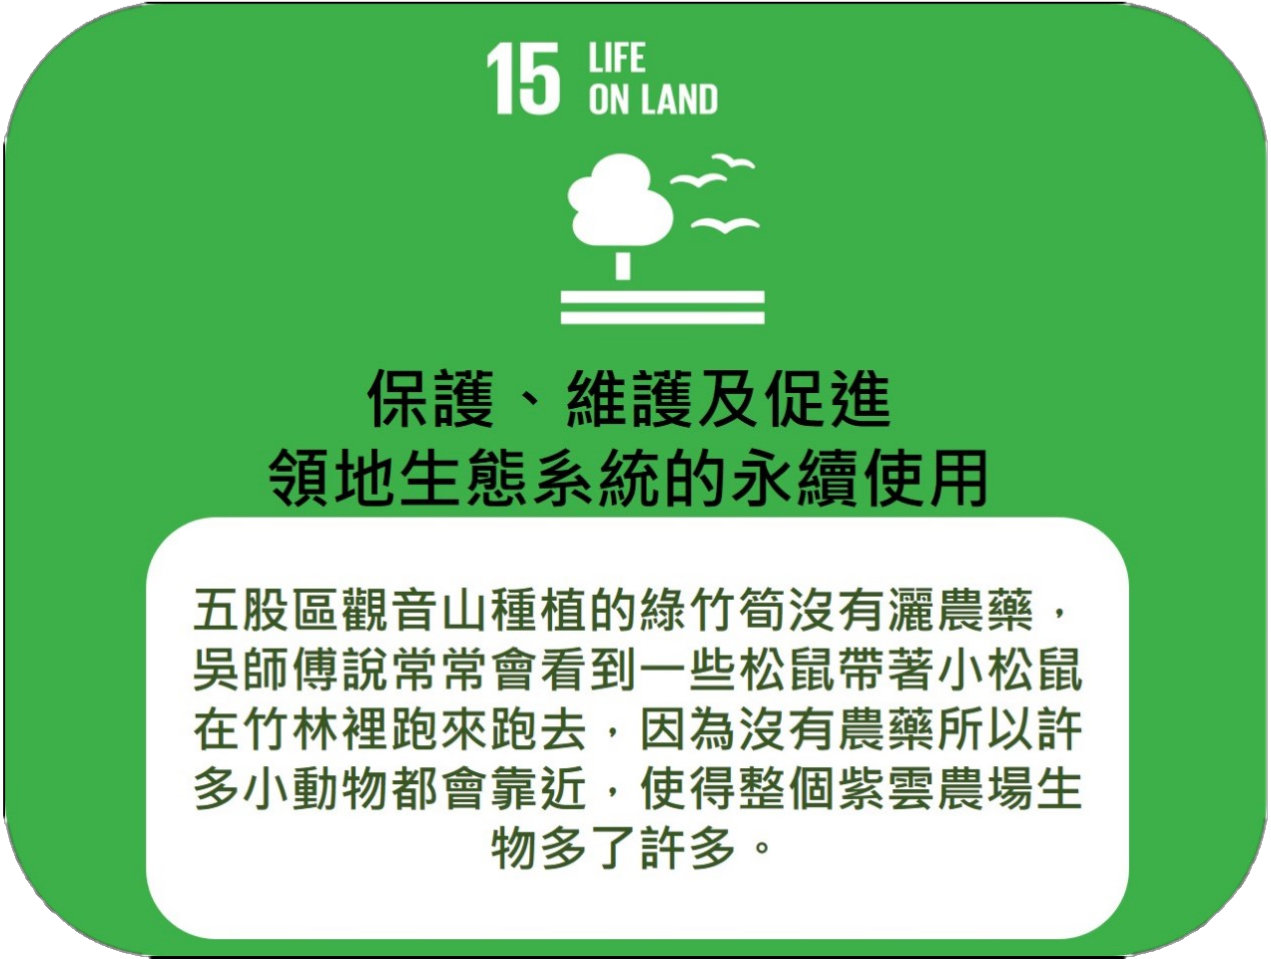 15 LIFE
ON LAND
保護、維護及促進
領地生態系統的永續使用
五股區觀音山種植的綠竹筍沒有灑農藥，
吳師傅說常常會看到一些松鼠帶著小松鼠
在竹林裡跑來跑去，因為沒有農藥所以許
多小動物都會靠近，使得整個紫雲農場生
物多了許多。